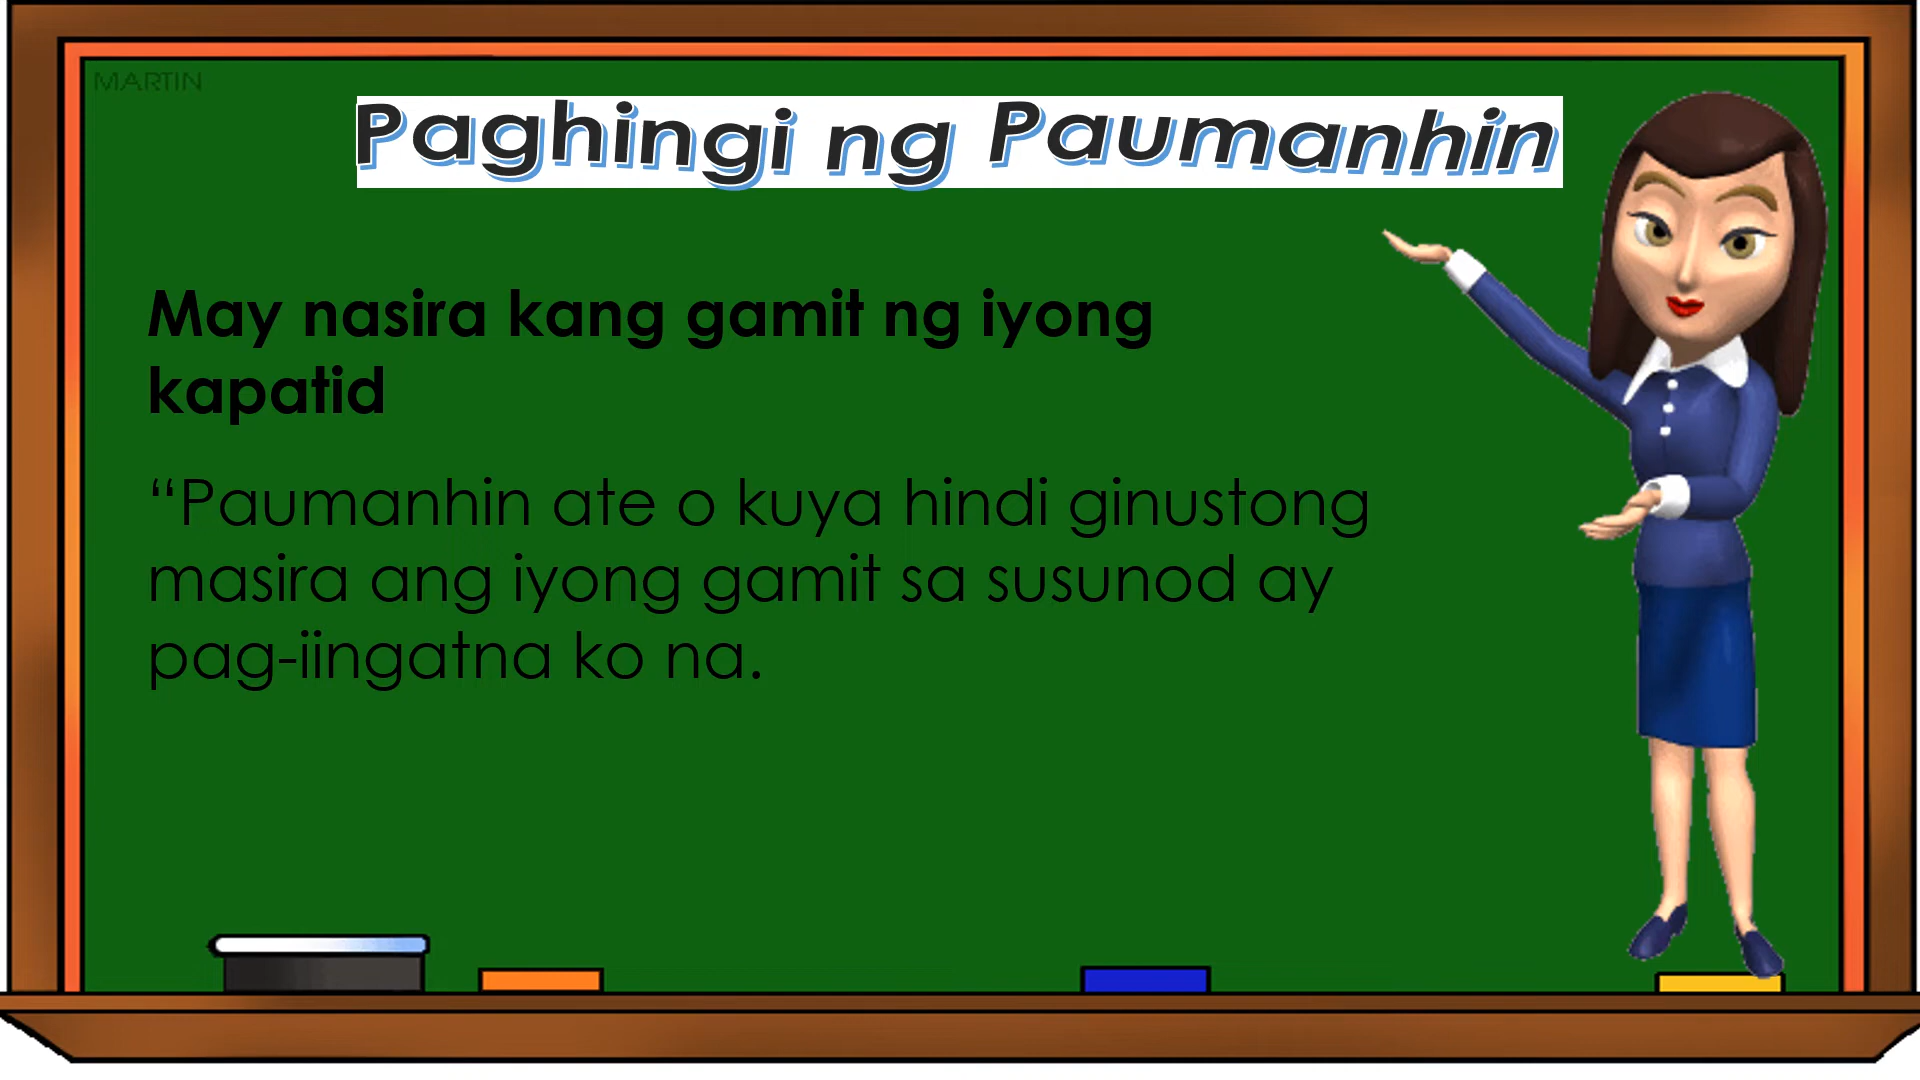 MARTIN
Paghingi ng Paumanhin
May nasira kang gamit ng iyong
kapatid
“Paumanhin ate o kuya hindi ginustong
masira ang iyong gamit sa susunod ay
pag-iingatna ko na.